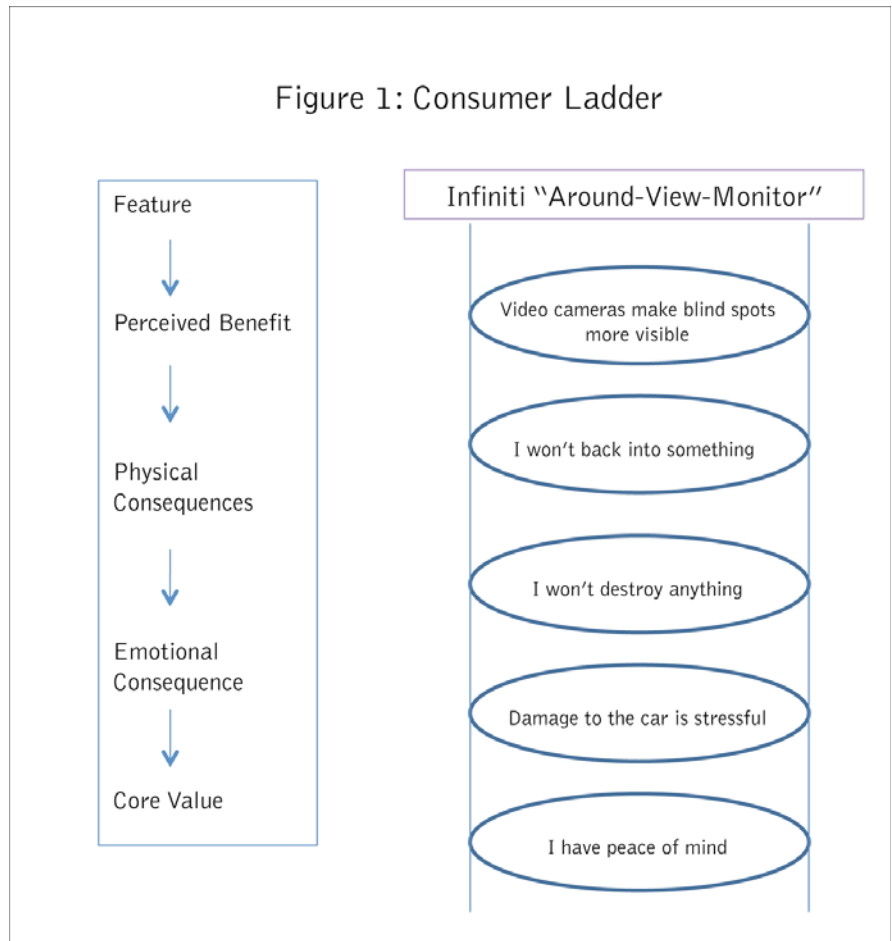 Figure 1: Consumer Ladder
Feature
Perceived Benefit
Physical
Consequences
Emotional
Consequence
Core Value
Infiniti “Around-View-Monitor”
Video cameras make blind spots
more visible
I won’t back into something
I won’t destroy anything
Damage to the car is stressful
I have peace of mind